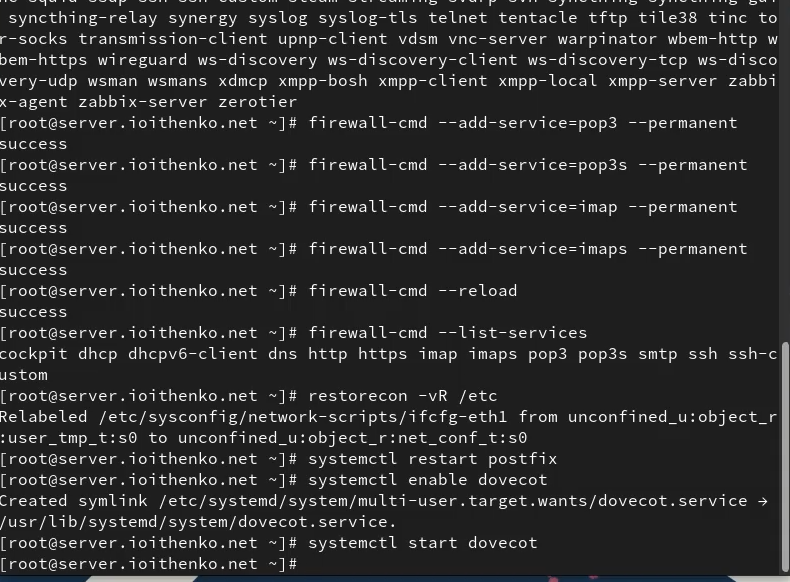 syncthing-relay synergy syslog syslog-tls telnet tentacle tftp tile38 tinc to
r-socks transmission-client upnp-client vdsm vnc-server warpinator wbem-http w
bem-https wireguard ws-discovery ws-discovery-client ws-discovery-tcp ws-disco
very-udp wsman wsmans xdmcp xmpp-bosh xmpp-client xmpp-local xmpp-server zabbi
x-agent zabbix-server zerotier
[root@server.ioithenko.net ~]# firewall-cmd --add-service=pop3 --permanent
success
[root@server.ioithenko.net ~]# firewall-cmd --add-service=pop3s --permanent
success
[root@server.ioithenko.net ~]# firewall-cmd --add-service=imap --permanent
success
[root@server.ioithenko.net ~]# firewall-cmd --add-service=imaps --permanent
success
[root@server.ioithenko.net ~]# firewall-cmd --reload
success
[root@server.ioithenko.net ~]# firewall-cmd --list-services
cockpit dhcp dhcpv6-client dns http https imap imaps pop3 pop3s smtp ssh ssh-c
ustom
[root@server.ioithenko.net ~]# restorecon -vR /etc
Relabeled /etc/sysconfig/network-scripts/ifcfg-eth1 from unconfined_u:object_r
:user_tmp_t:s0 to unconfined_u:object_r:net_conf_t:s0
[root@server.ioithenko.net ~]# systemctl restart postfix
[root@server.ioithenko.net ~]# systemctl enable dovecot
Created symlink /etc/systemd/system/multi-user.target.wants/dovecot.service →
/usr/lib/systemd/system/dovecot.service.
[root@server.ioithenko.net ~]# systemctl start dovecot
[root@server.ioithenko.net ~]#